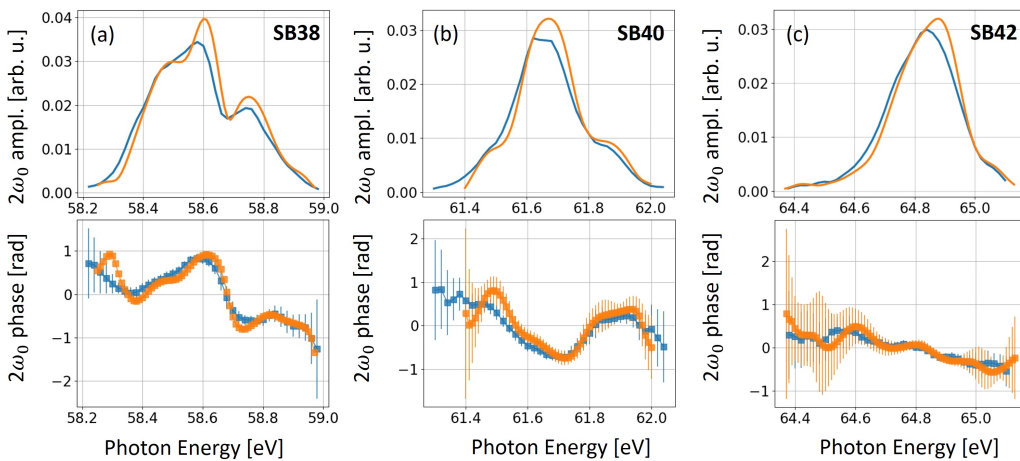 (a) SB38
2ω₀ ampl. [arb. u.]
0.04
0.03
0.02
0.01
0.00
58.2 58.4 58.6 58.8 59.0
(b) SB40
2ω₀ ampl. [arb. u.]
0.03
0.02
0.01
0.00
61.4 61.6 61.8 62.0
(c) SB42
2ω₀ ampl. [arb. u.]
0.03
0.02
0.01
0.00
64.4 64.6 64.8 65.0
2ω₀ phase [rad]
1
0
−1
−2
58.2 58.4 58.6 58.8 59.0
Photon Energy [eV]
2ω₀ phase [rad]
2
1
0
−1
61.4 61.6 61.8 62.0
Photon Energy [eV]
2ω₀ phase [rad]
2
1
0
−1
64.4 64.6 64.8 65.0
Photon Energy [eV]